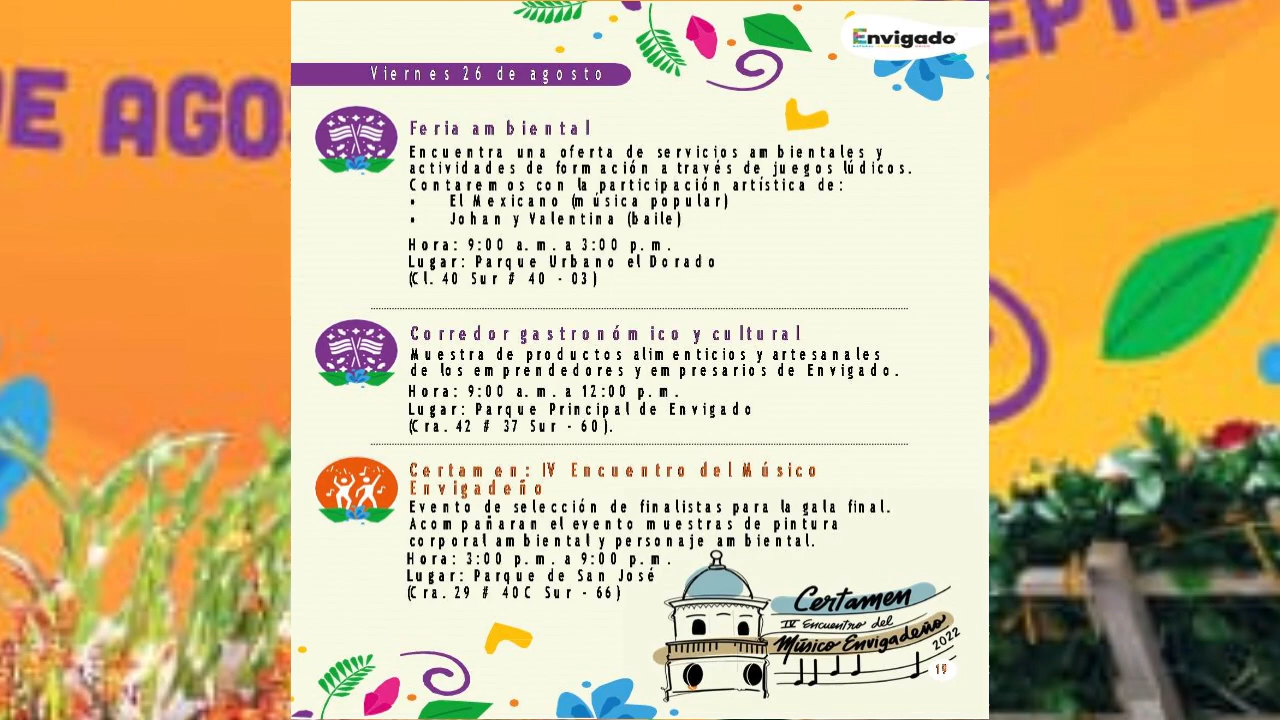 E AGOS
EPTIE
Envigado
Viernes 26 de agosto
Feria ambiental
Encuentra una oferta de servicios ambientales y
actividades de formación a través de juegos lúdicos.
Contaremos con la participación artística de:
• El Mexicano (música popular)
• Johan y Valentina (baile)
Hora: 9:00 a.m. a 3:00 p.m.
Lugar: Parque Urbano el Dorado
(Cl. 40 Sur # 40 - 03)
Corredor gastronómico y cultural
Muestra de productos alimenticios y artesanales
de los emprendedores y empresarios de Envigado.
Hora: 9:00 a.m. a 12:00 p.m.
Lugar: Parque Principal de Envigado
(Cra. 42 # 37 Sur - 60).
Certamen: IV Encuentro del Músico
Envigadeño
Evento de selección de finalistas para la gala final.
Acompañaran el evento muestras de pintura
corporal ambiental y personaje ambiental.
Hora: 3:00 p.m. a 9:00 p.m.
Lugar: Parque de San José
(Cra. 29 # 40C Sur - 66)
Certamen
IV Encuentro del
Músico Envigadeño
2022
19